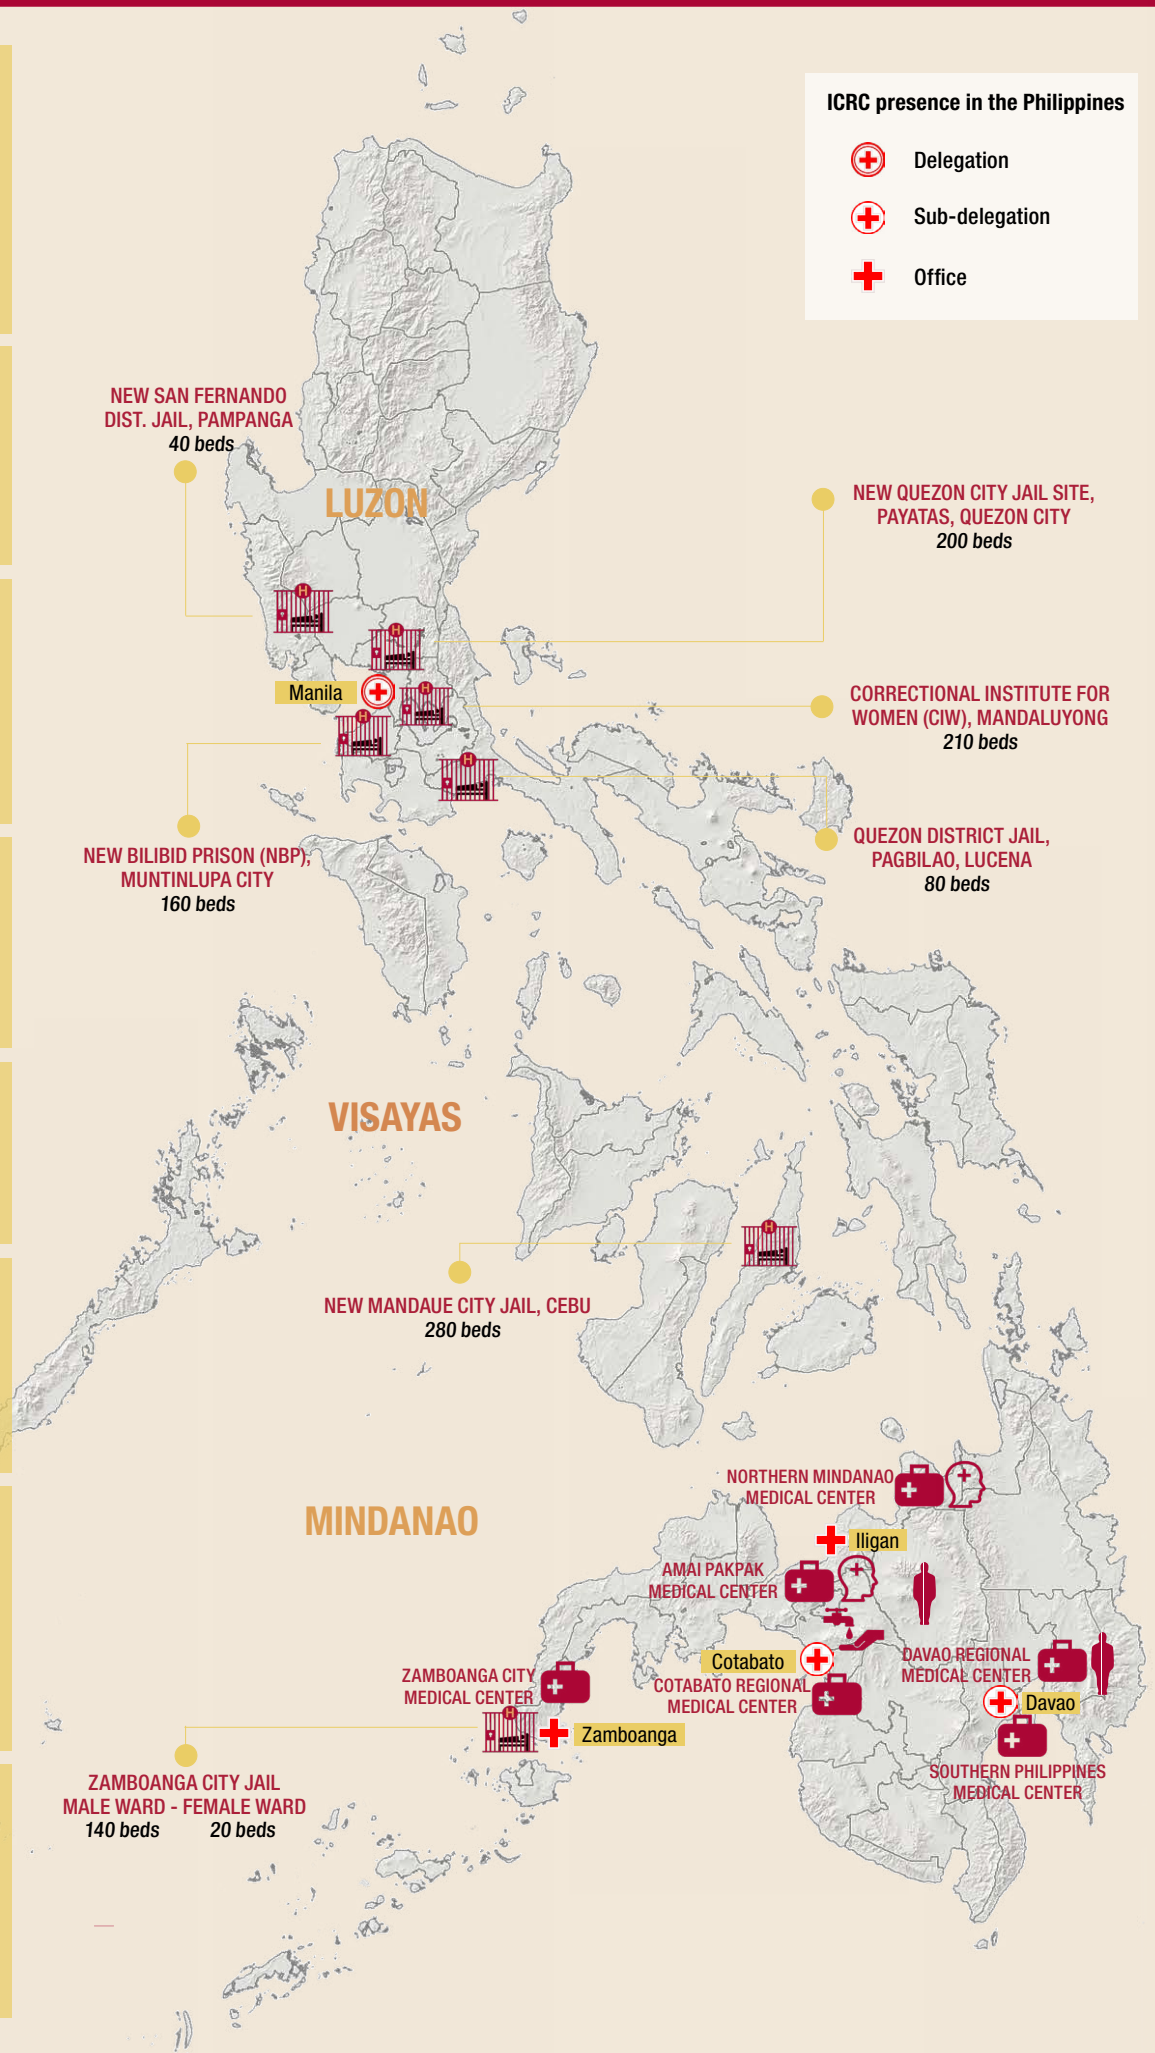 ICRC presence in the Philippines
Delegation
Sub-delegation
Office
NEW SAN FERNANDO
DIST. JAIL, PAMPANGA
40 beds
LUZON
NEW QUEZON CITY JAIL SITE,
PAYATAS, QUEZON CITY
200 beds
H
H
Manila
H
H
CORRECTIONAL INSTITUTE FOR
WOMEN (CIW), MANDALUYONG
210 beds
H
NEW BILIBID PRISON (NBP),
MUNTINLUPA CITY
160 beds
QUEZON DISTRICT JAIL,
PAGBILAO, LUCENA
80 beds
VISAYAS
H
NEW MANDAUE CITY JAIL, CEBU
280 beds
MINDANAO
NORTHERN MINDANAO
MEDICAL CENTER
Iligan
AMAI PAKPAK
MEDICAL CENTER
Cotabato
COTABATO REGIONAL
MEDICAL CENTER
DAVAO REGIONAL
MEDICAL CENTER
Davao
SOUTHERN PHILIPPINES
MEDICAL CENTER
ZAMBOANGA CITY
MEDICAL CENTER
H
Zamboanga
ZAMBOANGA CITY JAIL
MALE WARD - FEMALE WARD
140 beds 20 beds